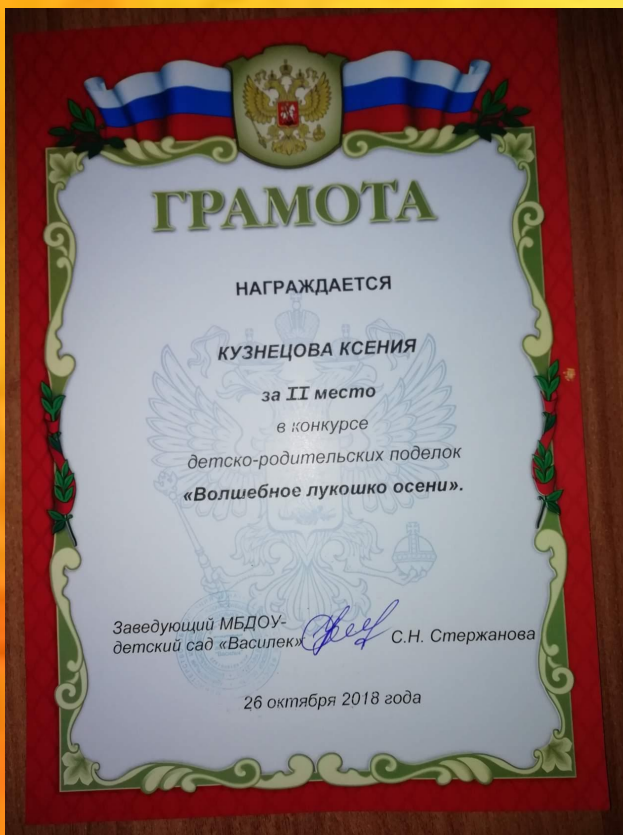 ГРАМОТА
НАГРАЖДАЕТСЯ
КУЗНЕЦОВА КСЕНИЯ
за II место
в конкурсе
детско-родительских поделок
«Волшебное лукошко осени».
Заведующий МБДОУ-
детский сад «Василек» С.Н. Стержанова
26 октября 2018 года